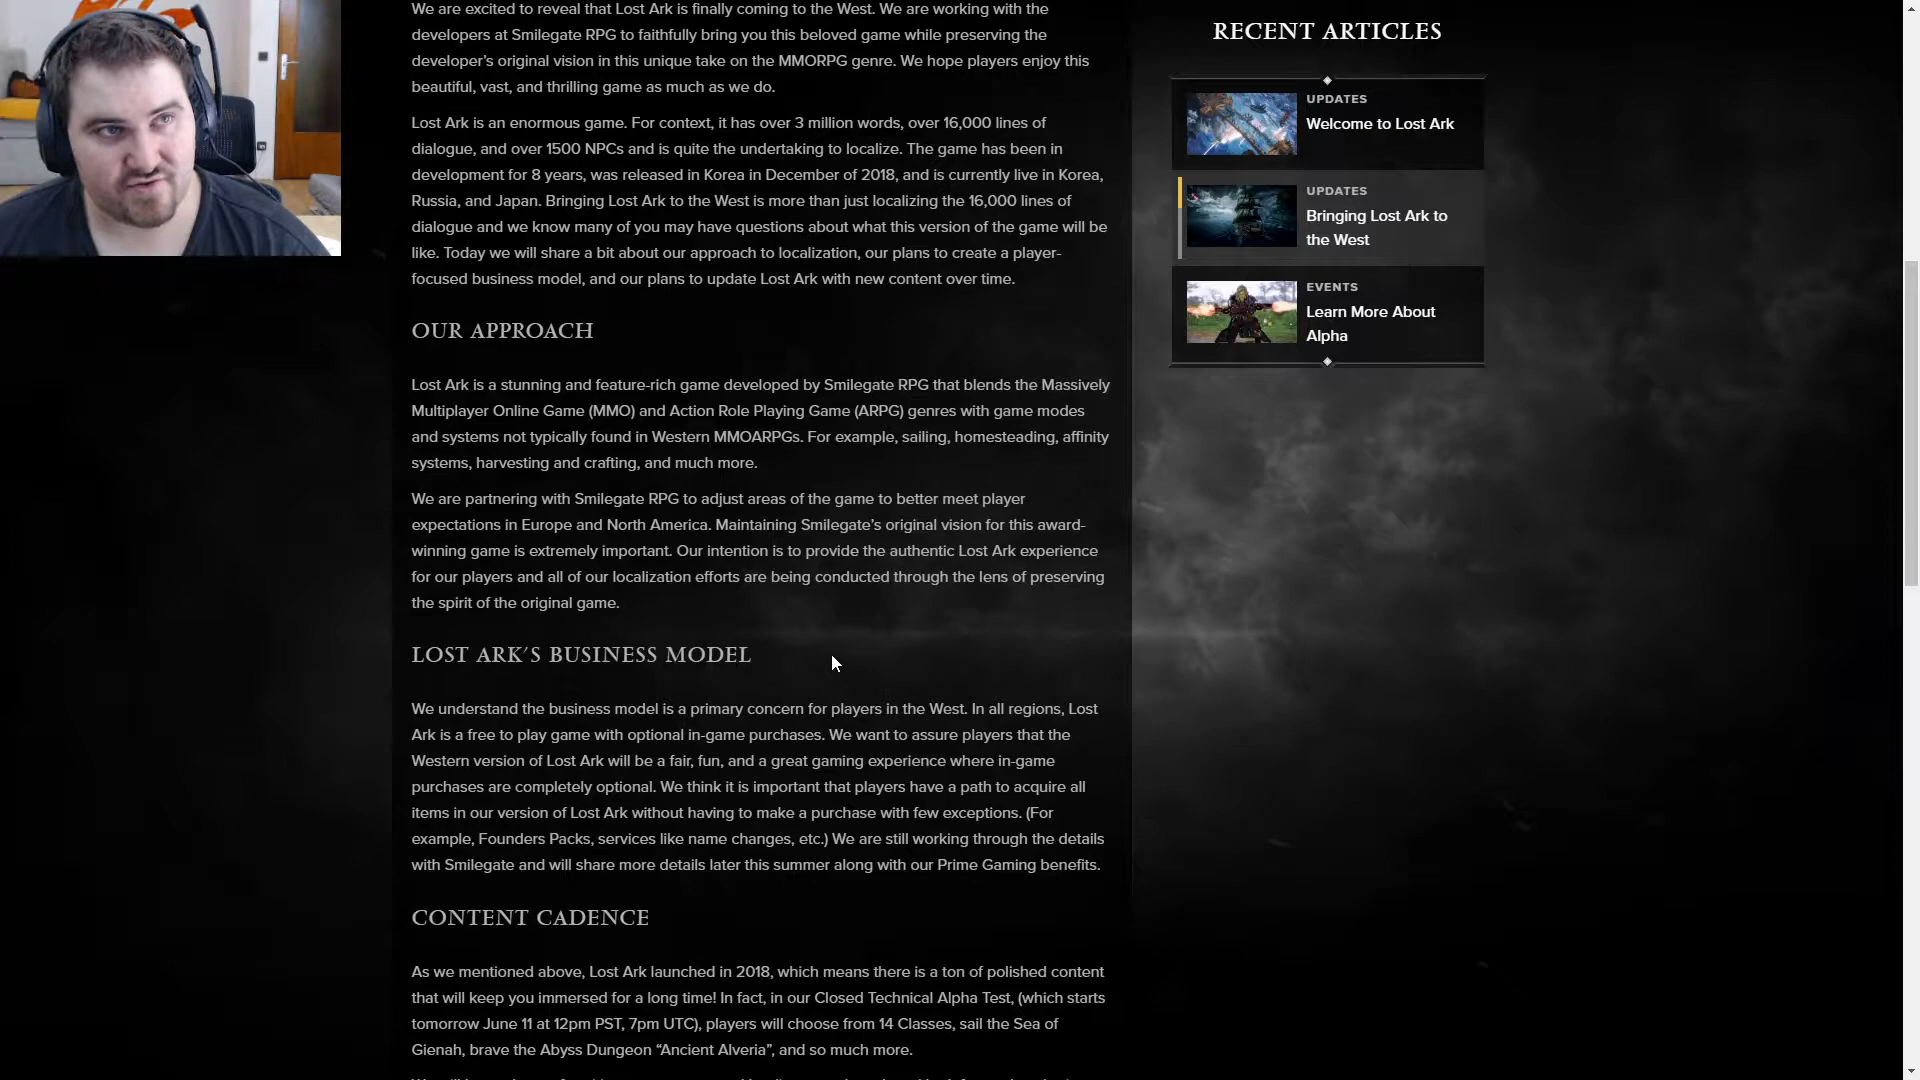 We are excited to reveal that Lost Ark is finally coming to the West. We are working with the
developers at Smilegate RPG to faithfully bring you this beloved game while preserving the
developer's original vision in this unique take on the MMORPG genre. We hope players enjoy this
beautiful, vast, and thrilling game as much as we do.
Lost Ark is an enormous game. For context, it has over 3 million words, over 16,000 lines of
dialogue, and over 1500 NPCs and is quite the undertaking to localize. The game has been in
development for 8 years, was released in Korea in December of 2018, and is currently live in Korea,
Russia, and Japan. Bringing Lost Ark to the West is more than just localizing the 16,000 lines of
dialogue and we know many of you may have questions about what this version of the game will be
like. Today we will share a bit about our approach to localization, our plans to create a player-
focused business model, and our plans to update Lost Ark with new content over time.
OUR APPROACH
Lost Ark is a stunning and feature-rich game developed by Smilegate RPG that blends the Massively
Multiplayer Online Game (MMO) and Action Role Playing Game (ARPG) genres with game modes
and systems not typically found in Western MMOARPGs. For example, sailing, homesteading, affinity
systems, harvesting and crafting, and much more.
We are partnering with Smilegate RPG to adjust areas of the game to better meet player
expectations in Europe and North America. Maintaining Smilegate's original vision for this award-
winning game is extremely important. Our intention is to provide the authentic Lost Ark experience
for our players and all of our localization efforts are being conducted through the lens of preserving
the spirit of the original game.
LOST ARK'S BUSINESS MODEL
We understand the business model is a primary concern for players in the West. In all regions, Lost
Ark is a free to play game with optional in-game purchases. We want to assure players that the
Western version of Lost Ark will be a fair, fun, and a great gaming experience where in-game
purchases are completely optional. We think it is important that players have a path to acquire all
items in our version of Lost Ark without having to make a purchase with few exceptions. (For
example, Founders Packs, services like name changes, etc.) We are still working through the details
with Smilegate and will share more details later this summer along with our Prime Gaming benefits.
CONTENT CADENCE
As we mentioned above, Lost Ark launched in 2018, which means there is a ton of polished content
that will keep you immersed for a long time! In fact, in our Closed Technical Alpha Test, (which starts
tomorrow June 11 at 12pm PST, 7pm UTC), players will choose from 14 Classes, sail the Sea of
Gienah, brave the Abyss Dungeon “Ancient Alveria”, and so much more.
RECENT ARTICLES
UPDATES
Welcome to Lost Ark
UPDATES
Bringing Lost Ark to
the West
EVENTS
Learn More About
Alpha